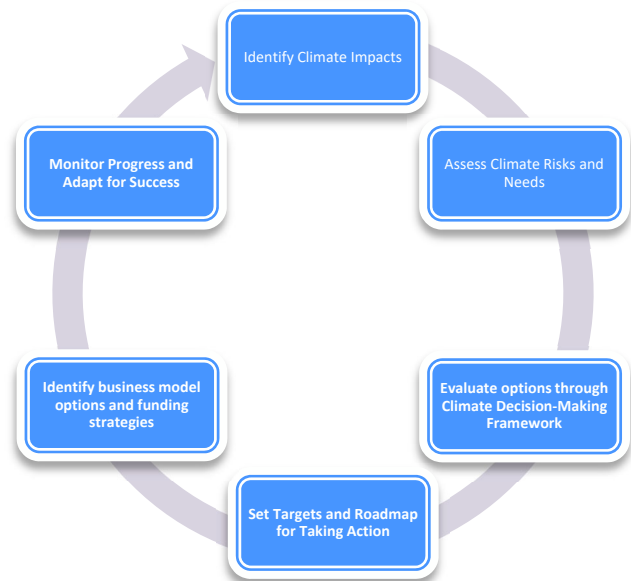 Identify Climate Impacts
Assess Climate Risks and
Needs
Evaluate options through
Climate Decision-Making
Framework
Set Targets and Roadmap
for Taking Action
Identify business model
options and funding
strategies
Monitor Progress and
Adapt for Success